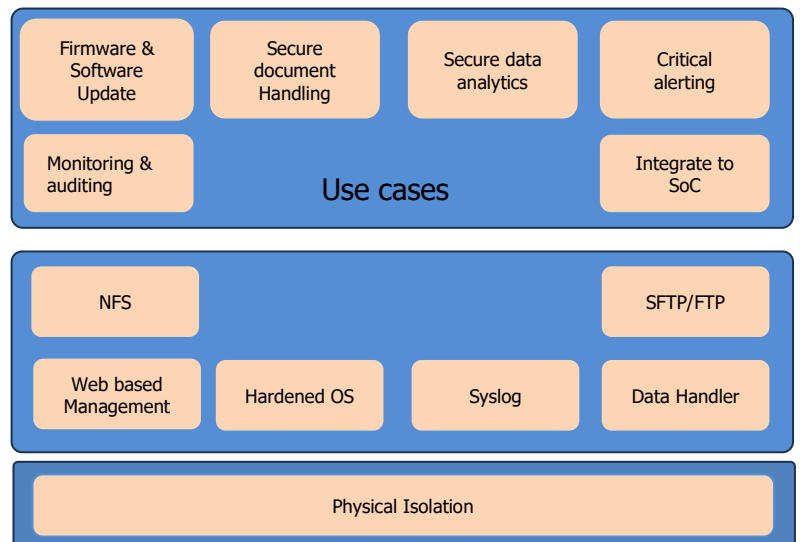 Firmware &
Software
Update
Secure
document
Handling
Secure data
analytics
Critical
alerting
Monitoring &
auditing
Use cases
Integrate to
SoC
NFS
SFTP/FTP
Web based
Management
Hardened OS
Syslog
Data Handler
Physical Isolation